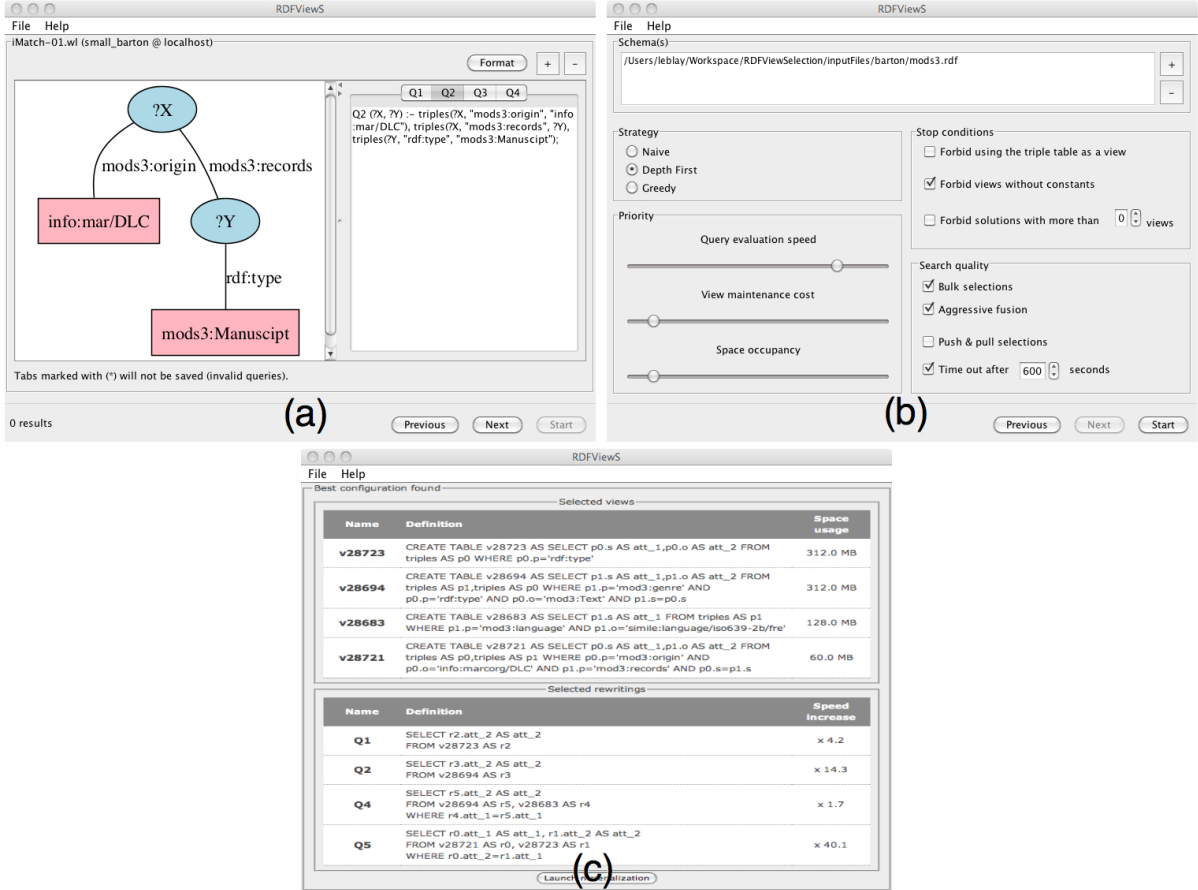 RDFViewS
File Help
iMatch-01.wl (small_barton @ localhost)
Format + -
?X
mods3:origin mods3:records
info:mar/DLC ?Y
rdf:type
mods3:Manuscipt
Q1 Q2 Q3 Q4
Q2 (?X, ?Y) :- triples(?X, "mods3:origin", "info
:mar/DLC"), triples(?X, "mods3:records", ?Y),
triples(?Y, "rdf:type", "mods3:Manuscipt");
Tabs marked with (*) will not be saved (invalid queries).
0 results
(a)
Previous Next Start
RDFViewS
File Help
Schema(s)
/Users/leblay/Workspace/RDFViewSelection/inputFiles/barton/mods3.rdf
+
-
Strategy
Naive
Depth First
Greedy
Priority
Query evaluation speed
View maintenance cost
Space occupancy
Stop conditions
Forbid using the triple table as a view
Forbid views without constants
Forbid solutions with more than 0 views
Search quality
Bulk selections
Aggressive fusion
Push & pull selections
Time out after 600 seconds
(b)
Previous Next Start
RDFViewS
File Help
Best configuration found
Selected views
Name Definition Space
usage
v28723 CREATE TABLE v28723 AS SELECT p0.s AS att_1,p0.o AS att_2 FROM
triples AS p0 WHERE p0.p='rdf:type' 312.0 MB
v28694 CREATE TABLE v28694 AS SELECT p1.s AS att_1,p1.o AS att_2 FROM
triples AS p1,triples AS p0 WHERE p1.p='mod3:genre' AND 312.0 MB
p0.p='rdf:type' AND p0.o='mod3:Text' AND p1.s=p0.s
v28683 CREATE TABLE v28683 AS SELECT p1.s AS att_1 FROM triples AS p1
WHERE p1.p='mod3:language' AND p1.o='simile:language/iso639-2b/fre' 128.0 MB
v28721 CREATE TABLE v28721 AS SELECT p0.s AS att_1,p1.o AS att_2 FROM
triples AS p0,triples AS p1 WHERE p0.p='mod3:origin' AND 60.0 MB
p0.o='info:marcorg/DLC' AND p1.p='mod3:records' AND p0.s=p1.s
Selected rewritings
Name Definition Speed
increase
Q1 SELECT r2.att_2 AS att_2
FROM v28723 AS r2 x 4.2
Q2 SELECT r3.att_2 AS att_2
FROM v28694 AS r3 x 14.3
SELECT r5.att_2 AS att_2
Q4 FROM v28694 AS r5, v28683 AS r4 x 1.7
WHERE r4.att_1=r5.att_1
SELECT r0.att_1 AS att_1, r1.att_2 AS att_2
Q5 FROM v28721 AS r0, v28723 AS r1 x 40.1
WHERE r0.att_2=r1.att_1
(c)
Launch